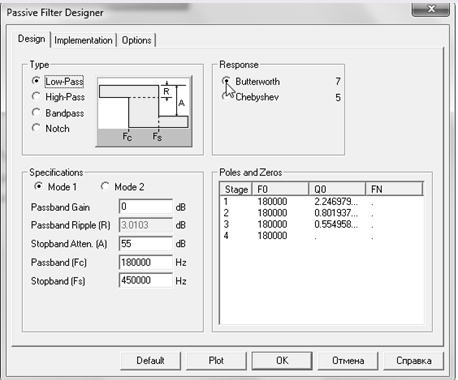 Passive Filter Designer
Design Implementation Options
Type
Low-Pass
High-Pass
Bandpass
Notch
R
A
Fc Fs
Response
Butterworth 7
Chebyshev 5
Specifications
Mode 1 Mode 2
Passband Gain 0 dB
Passband Ripple (R) 3.0103 dB
Stopband Atten. (A) 55 dB
Passband (Fc) 180000 Hz
Stopband (Fs) 450000 Hz
Poles and Zeros
Stage F0 Q0 FN
1 180000 2.246979... .
2 180000 0.801937... .
3 180000 0.554958... .
4 180000 . .
Default Plot OK Отмена Справка